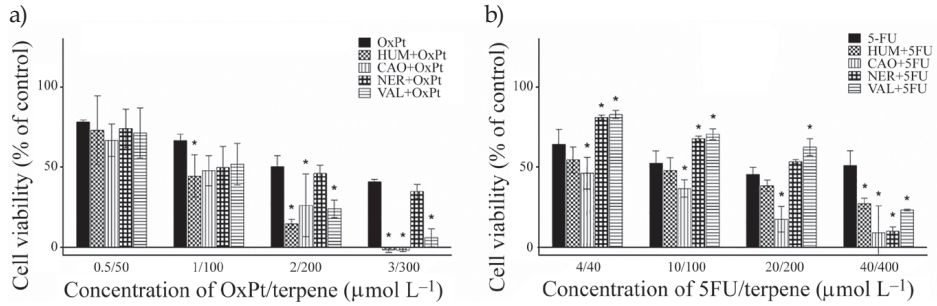 a)
Cell viability (% of control)
100
50
0
OxPt
HUM+OxPt
CAO+OxPt
NER+OxPt
VAL+OxPt
*
*
*
*
* *
*
0.5/50 1/100 2/200 3/300
Concentration of OxPt/terpene (µmol L⁻¹)
b)
Cell viability (% of control)
100
50
0
5-FU
HUM+5FU
CAO+5FU
NER+5FU
VAL+5FU
* * *
* * *
* *
* * * *
4/40 10/100 20/200 40/400
Concentration of 5FU/terpene (µmol L⁻¹)